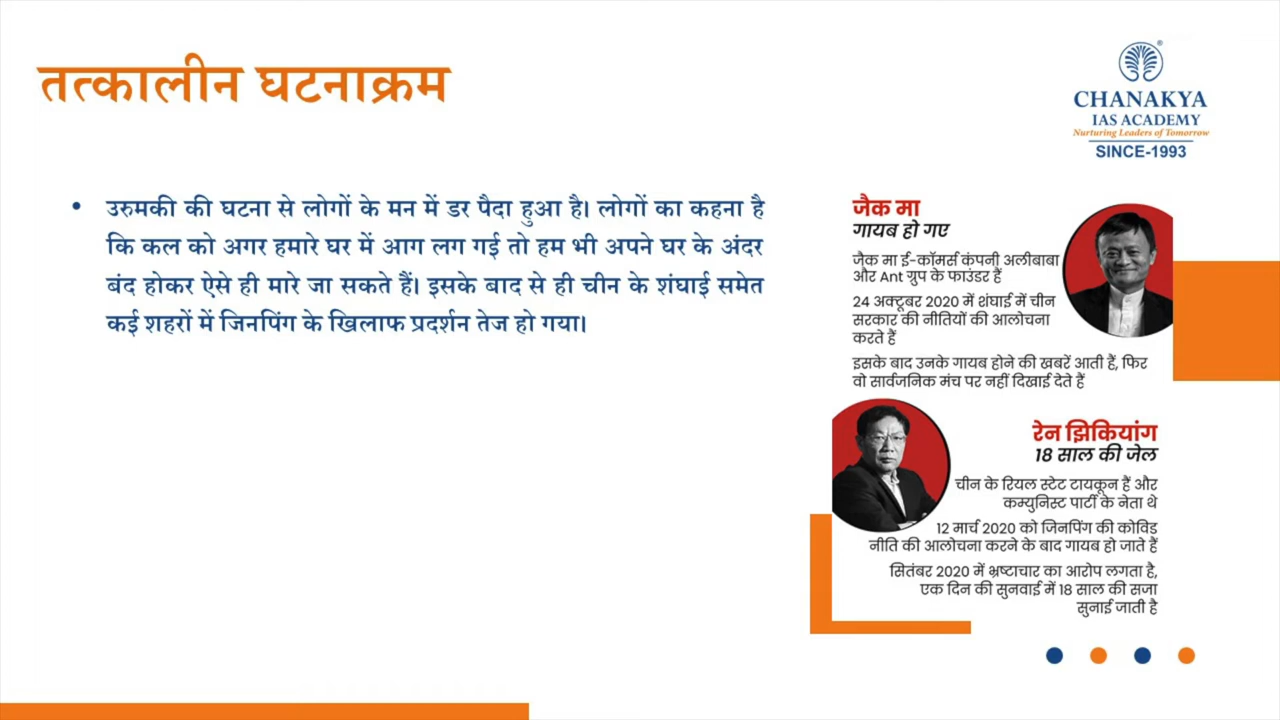 तत्कालीन घटनाक्रम
CHANAKYA
IAS ACADEMY
Nurturing Leaders of Tomorrow
SINCE-1993
• उरुमकी की घटना से लोगों के मन में डर पैदा हुआ है। लोगों का कहना है
कि कल को अगर हमारे घर में आग लग गई तो हम भी अपने घर के अंदर
बंद होकर ऐसे ही मारे जा सकते हैं। इसके बाद से ही चीन के शंघाई समेत
कई शहरों में जिनपिंग के खिलाफ प्रदर्शन तेज हो गया।
जैक मा
गायब हो गए
जैक मा ई-कॉमर्स कंपनी अलीबाबा
और Ant ग्रुप के फाउंडर हैं
24 अक्टूबर 2020 में शंघाई में चीन
सरकार की नीतियों की आलोचना
करते हैं
इसके बाद उनके गायब होने की खबरें आती हैं, फिर
वो सार्वजनिक मंच पर नहीं दिखाई देते हैं
रेन झिकियांग
18 साल की जेल
चीन के रियल स्टेट टायकून हैं और
कम्युनिस्ट पार्टी के नेता थे
12 मार्च 2020 को जिनपिंग की कोविड
नीति की आलोचना करने के बाद गायब हो जाते हैं
सितंबर 2020 में भ्रष्टाचार का आरोप लगता है,
एक दिन की सुनवाई में 18 साल की सजा
सुनाई जाती है